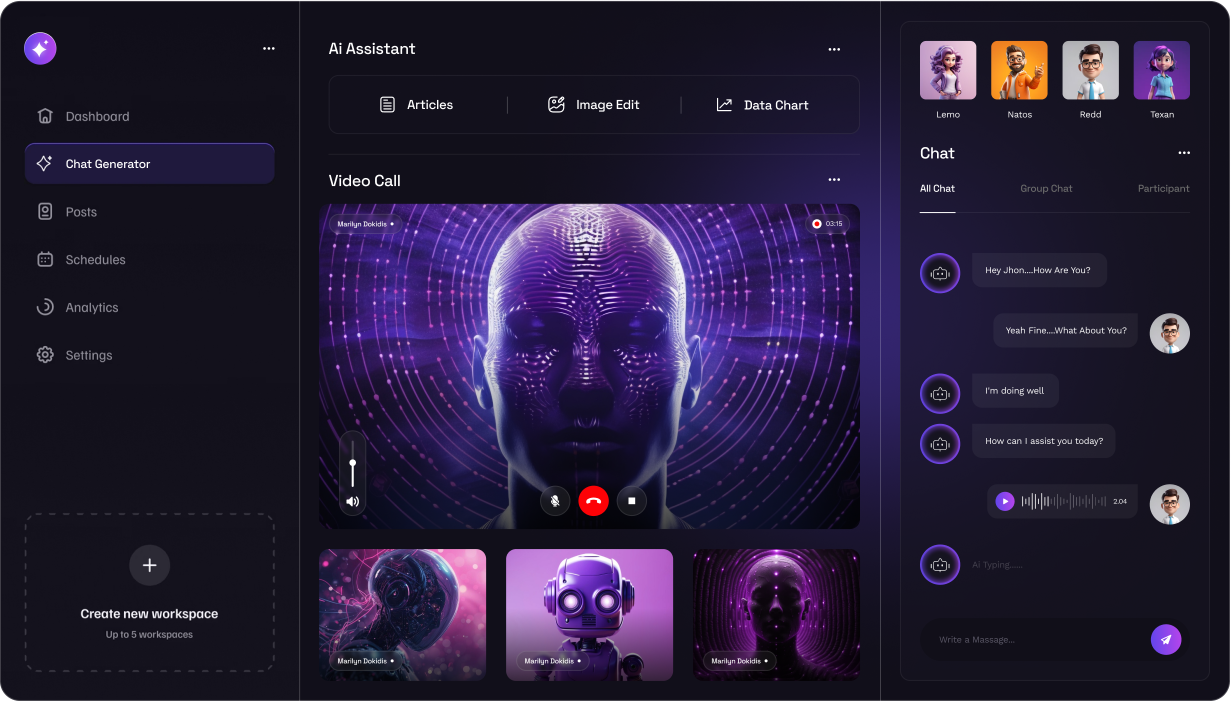 Dashboard
Chat Generator
Posts
Schedules
Analytics
Settings
Create new workspace
Up to 5 workspaces
Ai Assistant
Articles
Image Edit
Data Chart
Video Call
Marilyn Dokidis
03:15
Marilyn Dokidis
Marilyn Dokidis
Marilyn Dokidis
Lemo
Natos
Redd
Texan
Chat
All Chat
Group Chat
Participant
Hey Jhon....How Are You?
Yeah Fine....What About You?
I'm doing well
How can I assist you today?
2.04
Ai Typing......
Write a Massage...